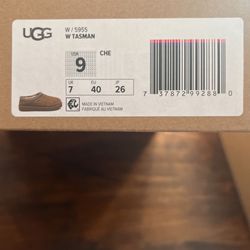 UGG
W / 5955
W TASMAN
USA
9
CHE
UK
7
EU
40
JP
26
MADE IN VIETNAM
FABRIQUÉ AU VIETNAM
7 37872 99288 0